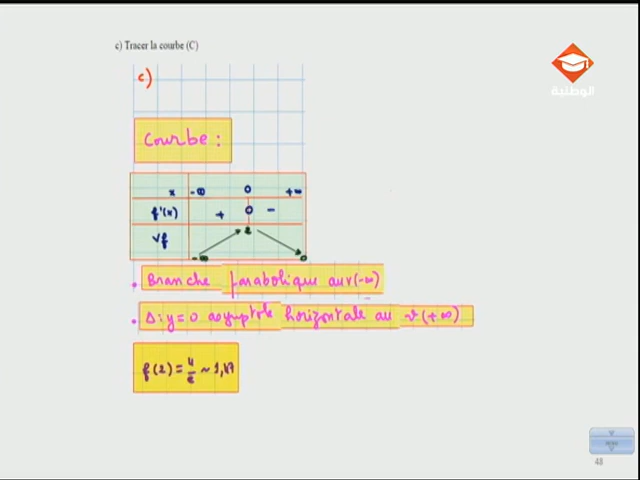 c) Tracer la courbe (C)
الوطنية
c)
Courbe :
x -∞ 0 +∞
f'(x) + 0 -
Vf -∞ 0
• Branche parabolique au v(-∞)
• Δ: y = 0 asymptote horizontale au v(+∞)
f(2) = 4/e ~ 1,47
48